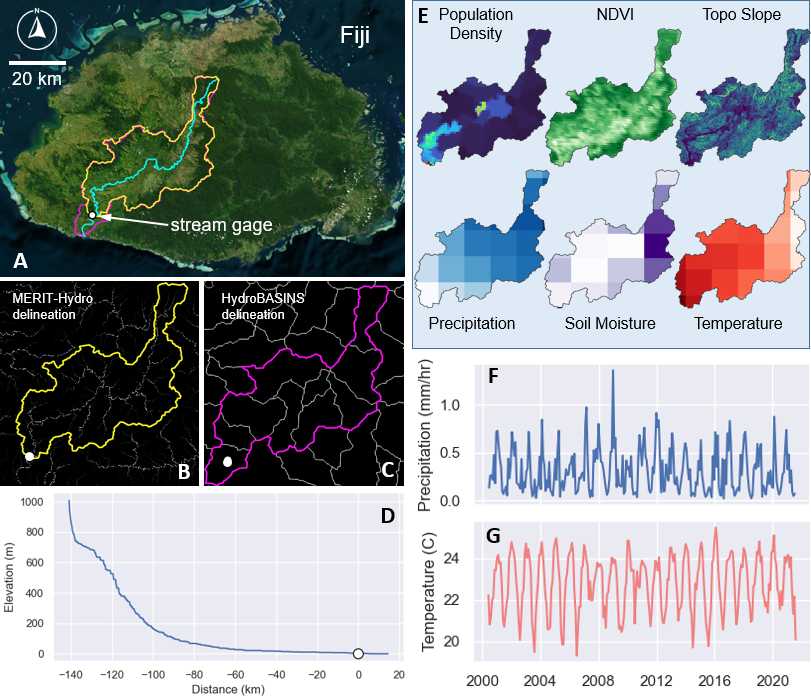 N
Fiji
20 km
stream gage
A
MERIT-Hydro
delineation
B
HydroBASINS
delineation
C
D
Elevation (m)
1000
800
600
400
200
0
−140 −120 −100 −80 −60 −40 −20 0 20
Distance (km)
E
Population
Density
NDVI
Topo Slope
Precipitation
Soil Moisture
Temperature
F
Precipitation (mm/hr)
1.0
0.5
0.0
G
Temperature (C)
24
22
20
2000 2004 2008 2012 2016 2020